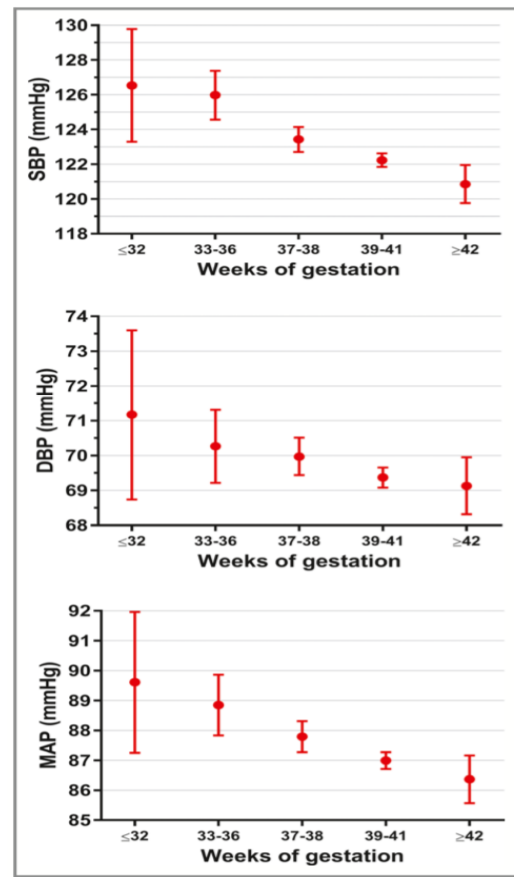 SBP (mmHg)
130
128
126
124
122
120
118
≤32 33-36 37-38 39-41 ≥42
Weeks of gestation
DBP (mmHg)
74
73
72
71
70
69
68
≤32 33-36 37-38 39-41 ≥42
Weeks of gestation
MAP (mmHg)
92
91
90
89
88
87
86
85
≤32 33-36 37-38 39-41 ≥42
Weeks of gestation